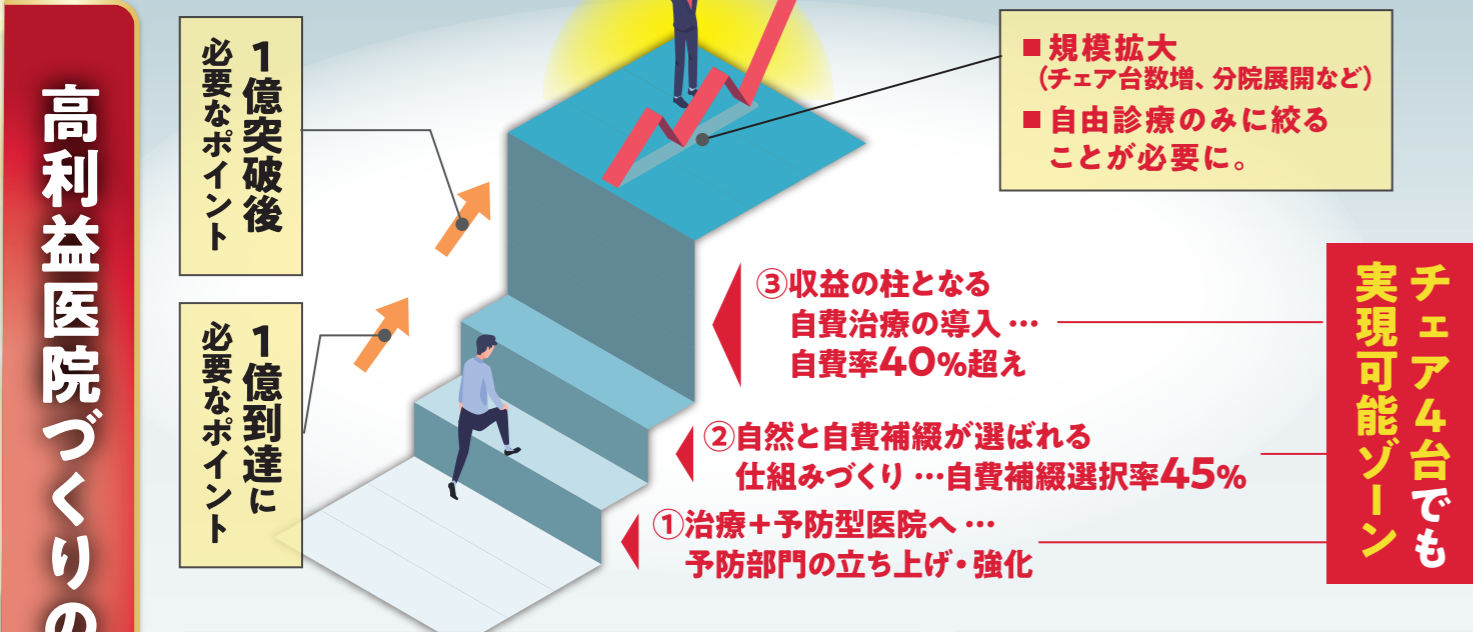 高利益医院づくりの
1億突破後
必要なポイント
1億到達に
必要なポイント
■規模拡大
（チェア台数増、分院展開など）
■自由診療のみに絞る
ことが必要に。
③収益の柱となる
自費治療の導入…
自費率40%超え
②自然と自費補綴が選ばれる
仕組みづくり…自費補綴選択率45%
①治療＋予防型医院へ…
予防部門の立ち上げ・強化
チェア4台でも
実現可能ゾーン